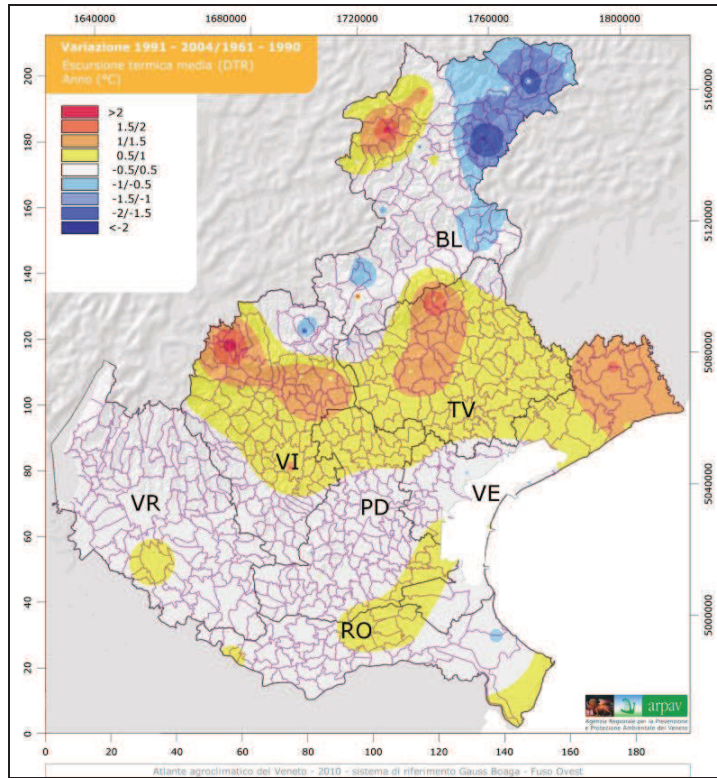 1640000 1680000 1720000 1760000 1800000
Variazione 1991 - 2004/1961 - 1990
Escursione termica media (DTR)
Anno (°C)
>2
1.5/2
1/1.5
0.5/1
-0.5/0.5
-1/-0.5
-1.5/-1
-2/-1.5
<-2
200
180
160
140
120
100
80
60
40
20
0
5160000
5120000
5080000
5040000
5000000
BL
TV
VI
VR
PD
VE
RO
arpav
Agenzia Regionale per la Prevenzione
e Protezione Ambientale del Veneto
0 20 40 60 80 100 120 140 160 180
Atlante agroclimatico del Veneto - 2010 - sistema di riferimento Gauss Boaga - Fuso Ovest